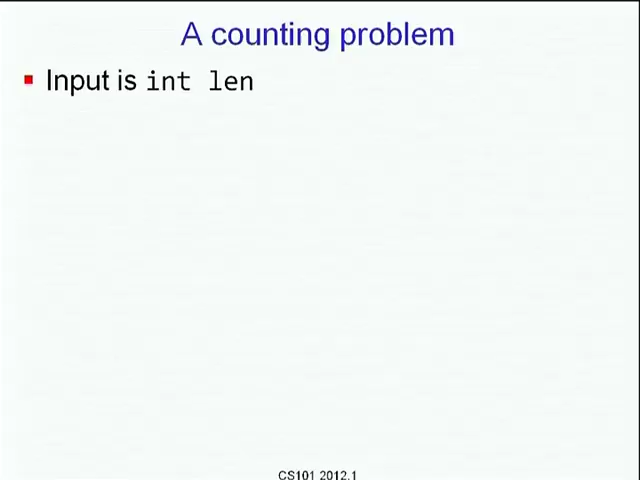 A counting problem
Input is int len
CS101 2012.1